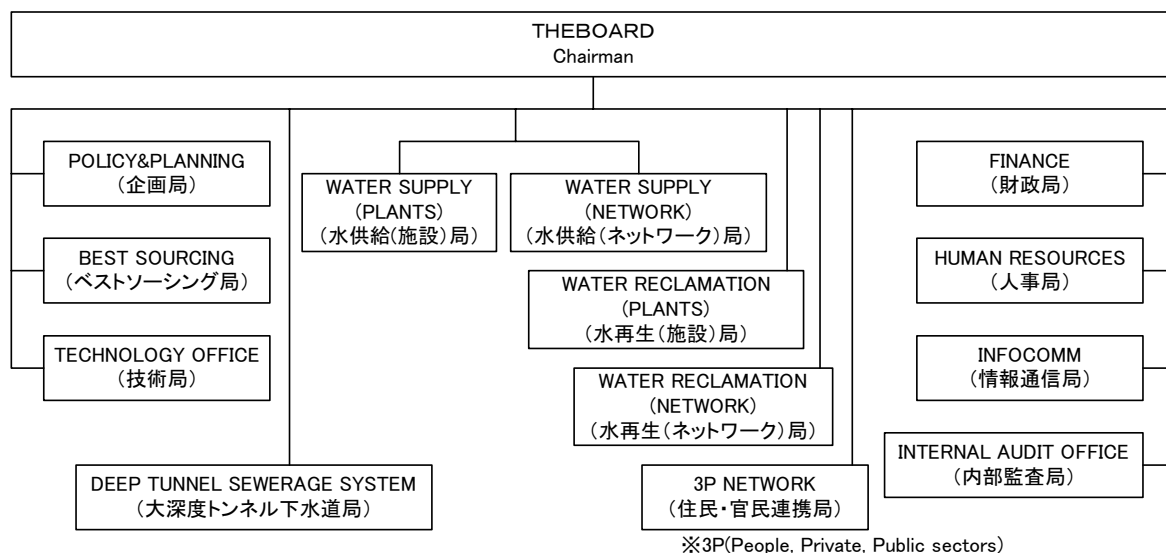 THEBOARD
Chairman
POLICY&PLANNING
(企画局)
BEST SOURCING
(ベストソーシング局)
TECHNOLOGY OFFICE
(技術局)
DEEP TUNNEL SEWERAGE SYSTEM
(大深度トンネル下水道局)
WATER SUPPLY
(PLANTS)
(水供給(施設)局)
WATER SUPPLY
(NETWORK)
(水供給(ネットワーク)局)
WATER RECLAMATION
(PLANTS)
(水再生(施設)局)
WATER RECLAMATION
(NETWORK)
(水再生(ネットワーク)局)
3P NETWORK
(住民・官民連携局)
※3P(People, Private, Public sectors)
FINANCE
(財政局)
HUMAN RESOURCES
(人事局)
INFOCOMM
(情報通信局)
INTERNAL AUDIT OFFICE
(内部監査局)